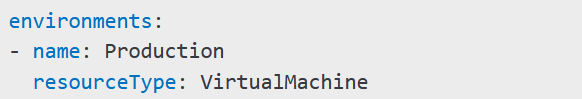 environments:
- name: Production
  resourceType: VirtualMachine